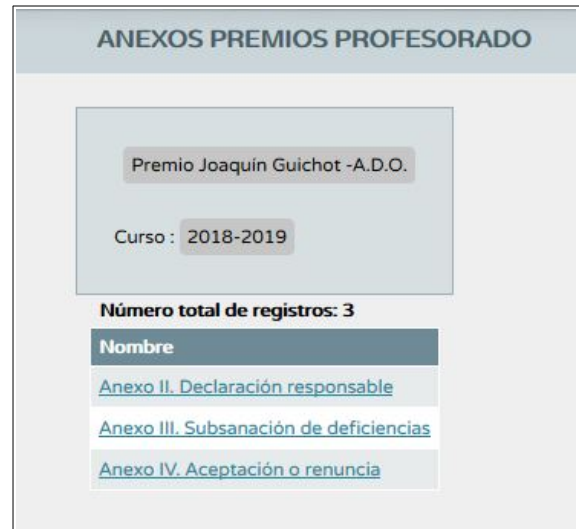 ANEXOS PREMIOS PROFESORADO
Premio Joaquín Guichot -A.D.O.
Curso : 2018-2019
Número total de registros: 3
Nombre
Anexo II. Declaración responsable
Anexo III. Subsanación de deficiencias
Anexo IV. Aceptación o renuncia